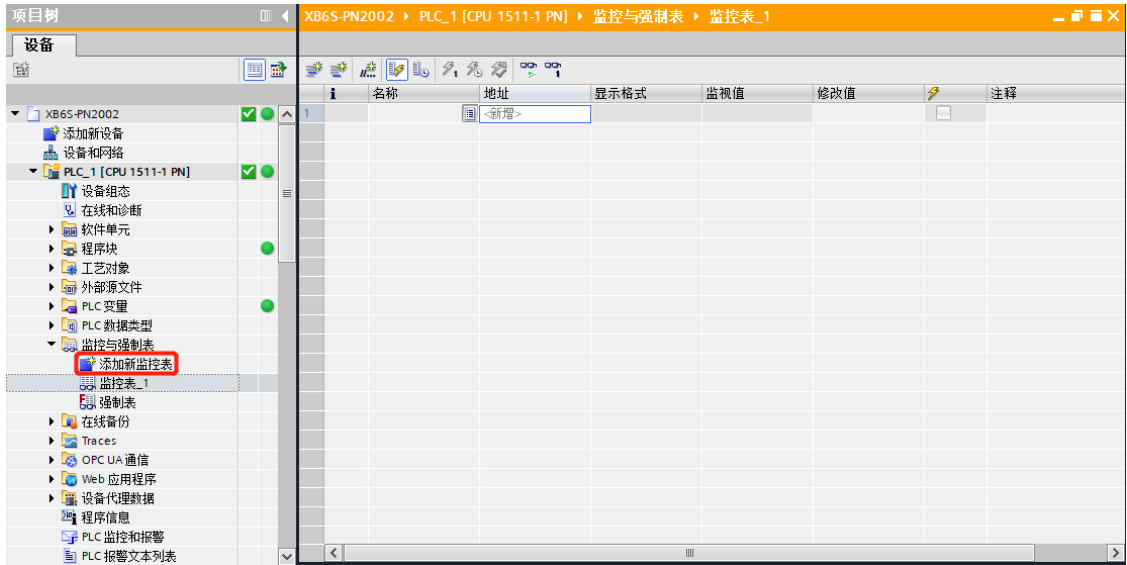 项目树
XB6S-PN2002 ▸ PLC_1 [CPU 1511-1 PN] ▸ 监控与强制表 ▸ 监控表_1
设备
i 名称 地址 显示格式 监视值 修改值 注释
1 <新增>
XB6S-PN2002
添加新设备
设备和网络
PLC_1 [CPU 1511-1 PN]
设备组态
在线和诊断
软件单元
程序块
工艺对象
外部源文件
PLC 变量
PLC 数据类型
监控与强制表
添加新监控表
监控表_1
强制表
在线备份
Traces
OPC UA 通信
Web 应用程序
设备代理数据
程序信息
PLC 监控和报警
PLC 报警文本列表